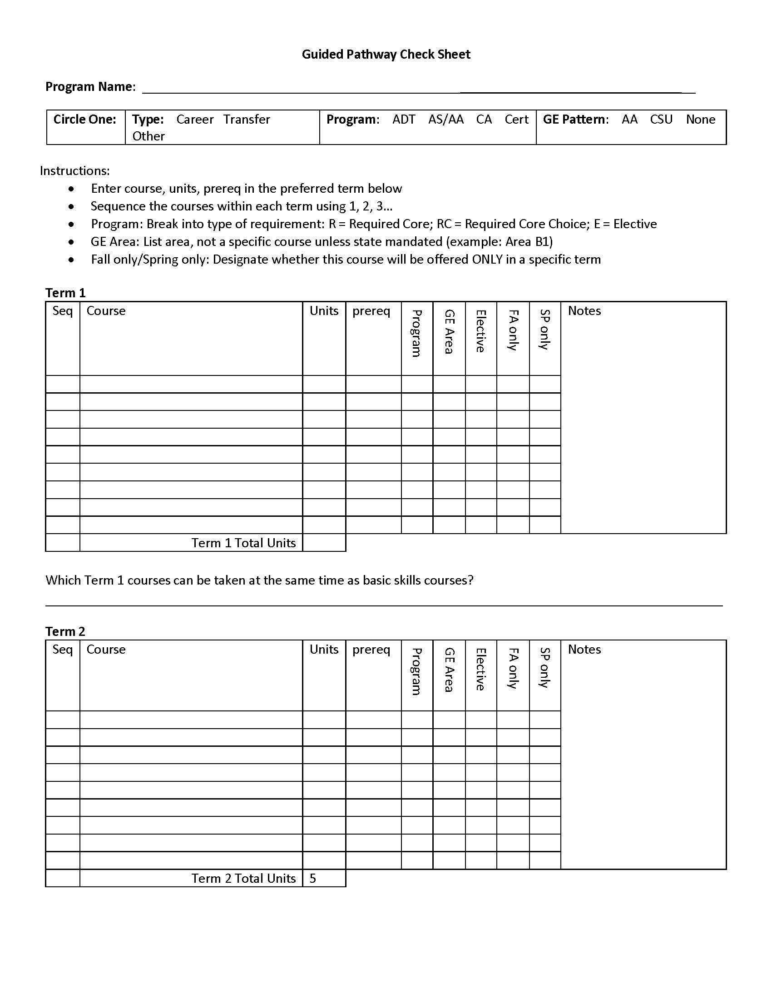 Guided Pathway Check Sheet
Program Name:
Circle One: Type: Career Transfer Program: ADT AS/AA CA Cert GE Pattern: AA CSU None
Other
Instructions:
• Enter course, units, prereq in the preferred term below
• Sequence the courses within each term using 1, 2, 3…
• Program: Break into type of requirement: R = Required Core; RC = Required Core Choice; E = Elective
• GE Area: List area, not a specific course unless state mandated (example: Area B1)
• Fall only/Spring only: Designate whether this course will be offered ONLY in a specific term
Term 1
Seq Course Units prereq Program GE Area Elective FA only SP only Notes
Term 1 Total Units
Which Term 1 courses can be taken at the same time as basic skills courses?
Term 2
Seq Course Units prereq Program GE Area Elective FA only SP only Notes
Term 2 Total Units 5